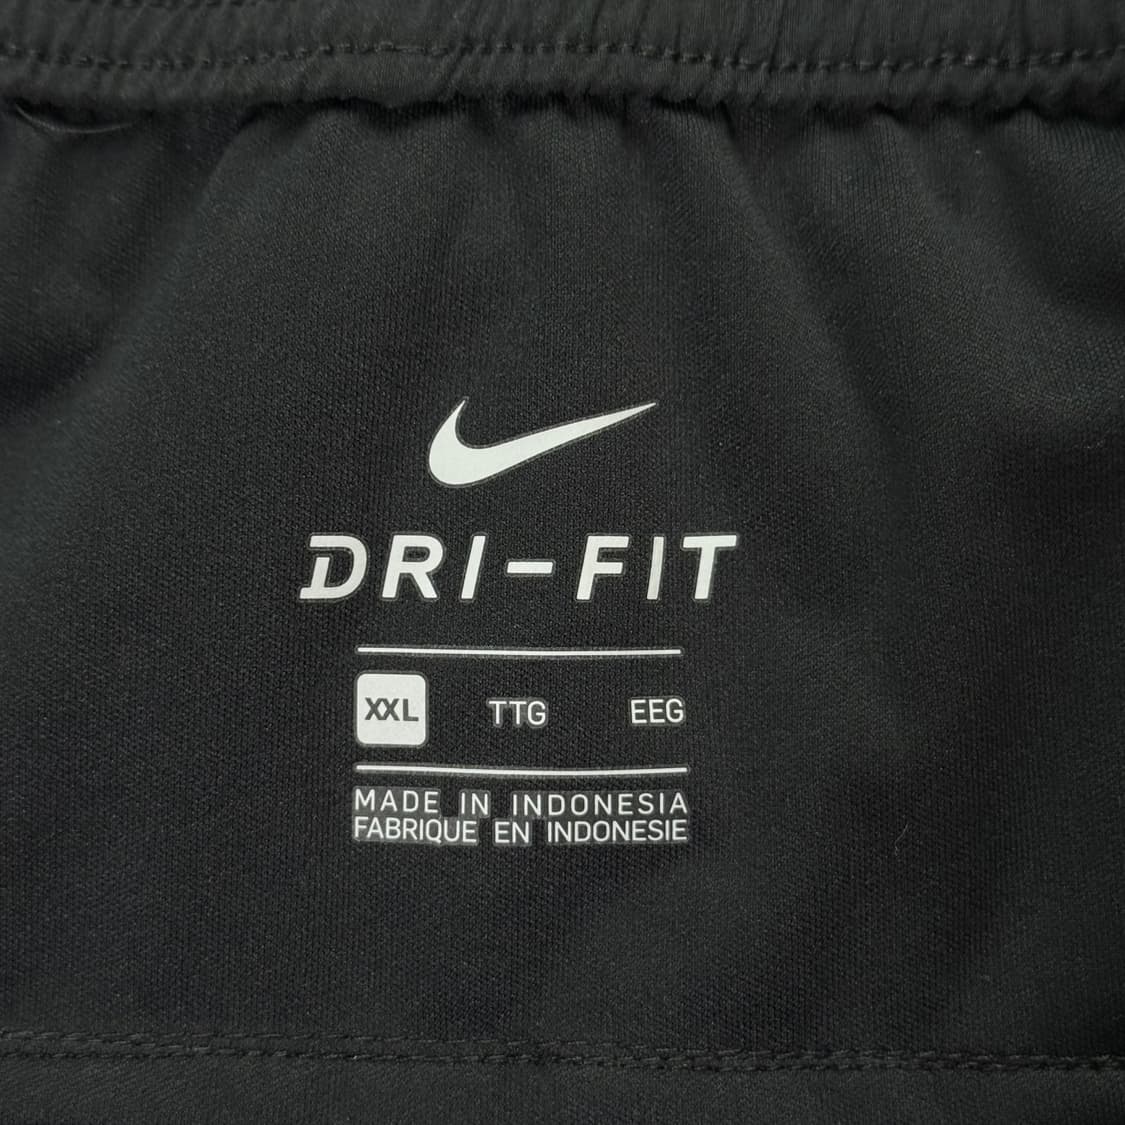 DRI-FIT
XXL TTG EEG
MADE IN INDONESIA
FABRIQUE EN INDONESIE